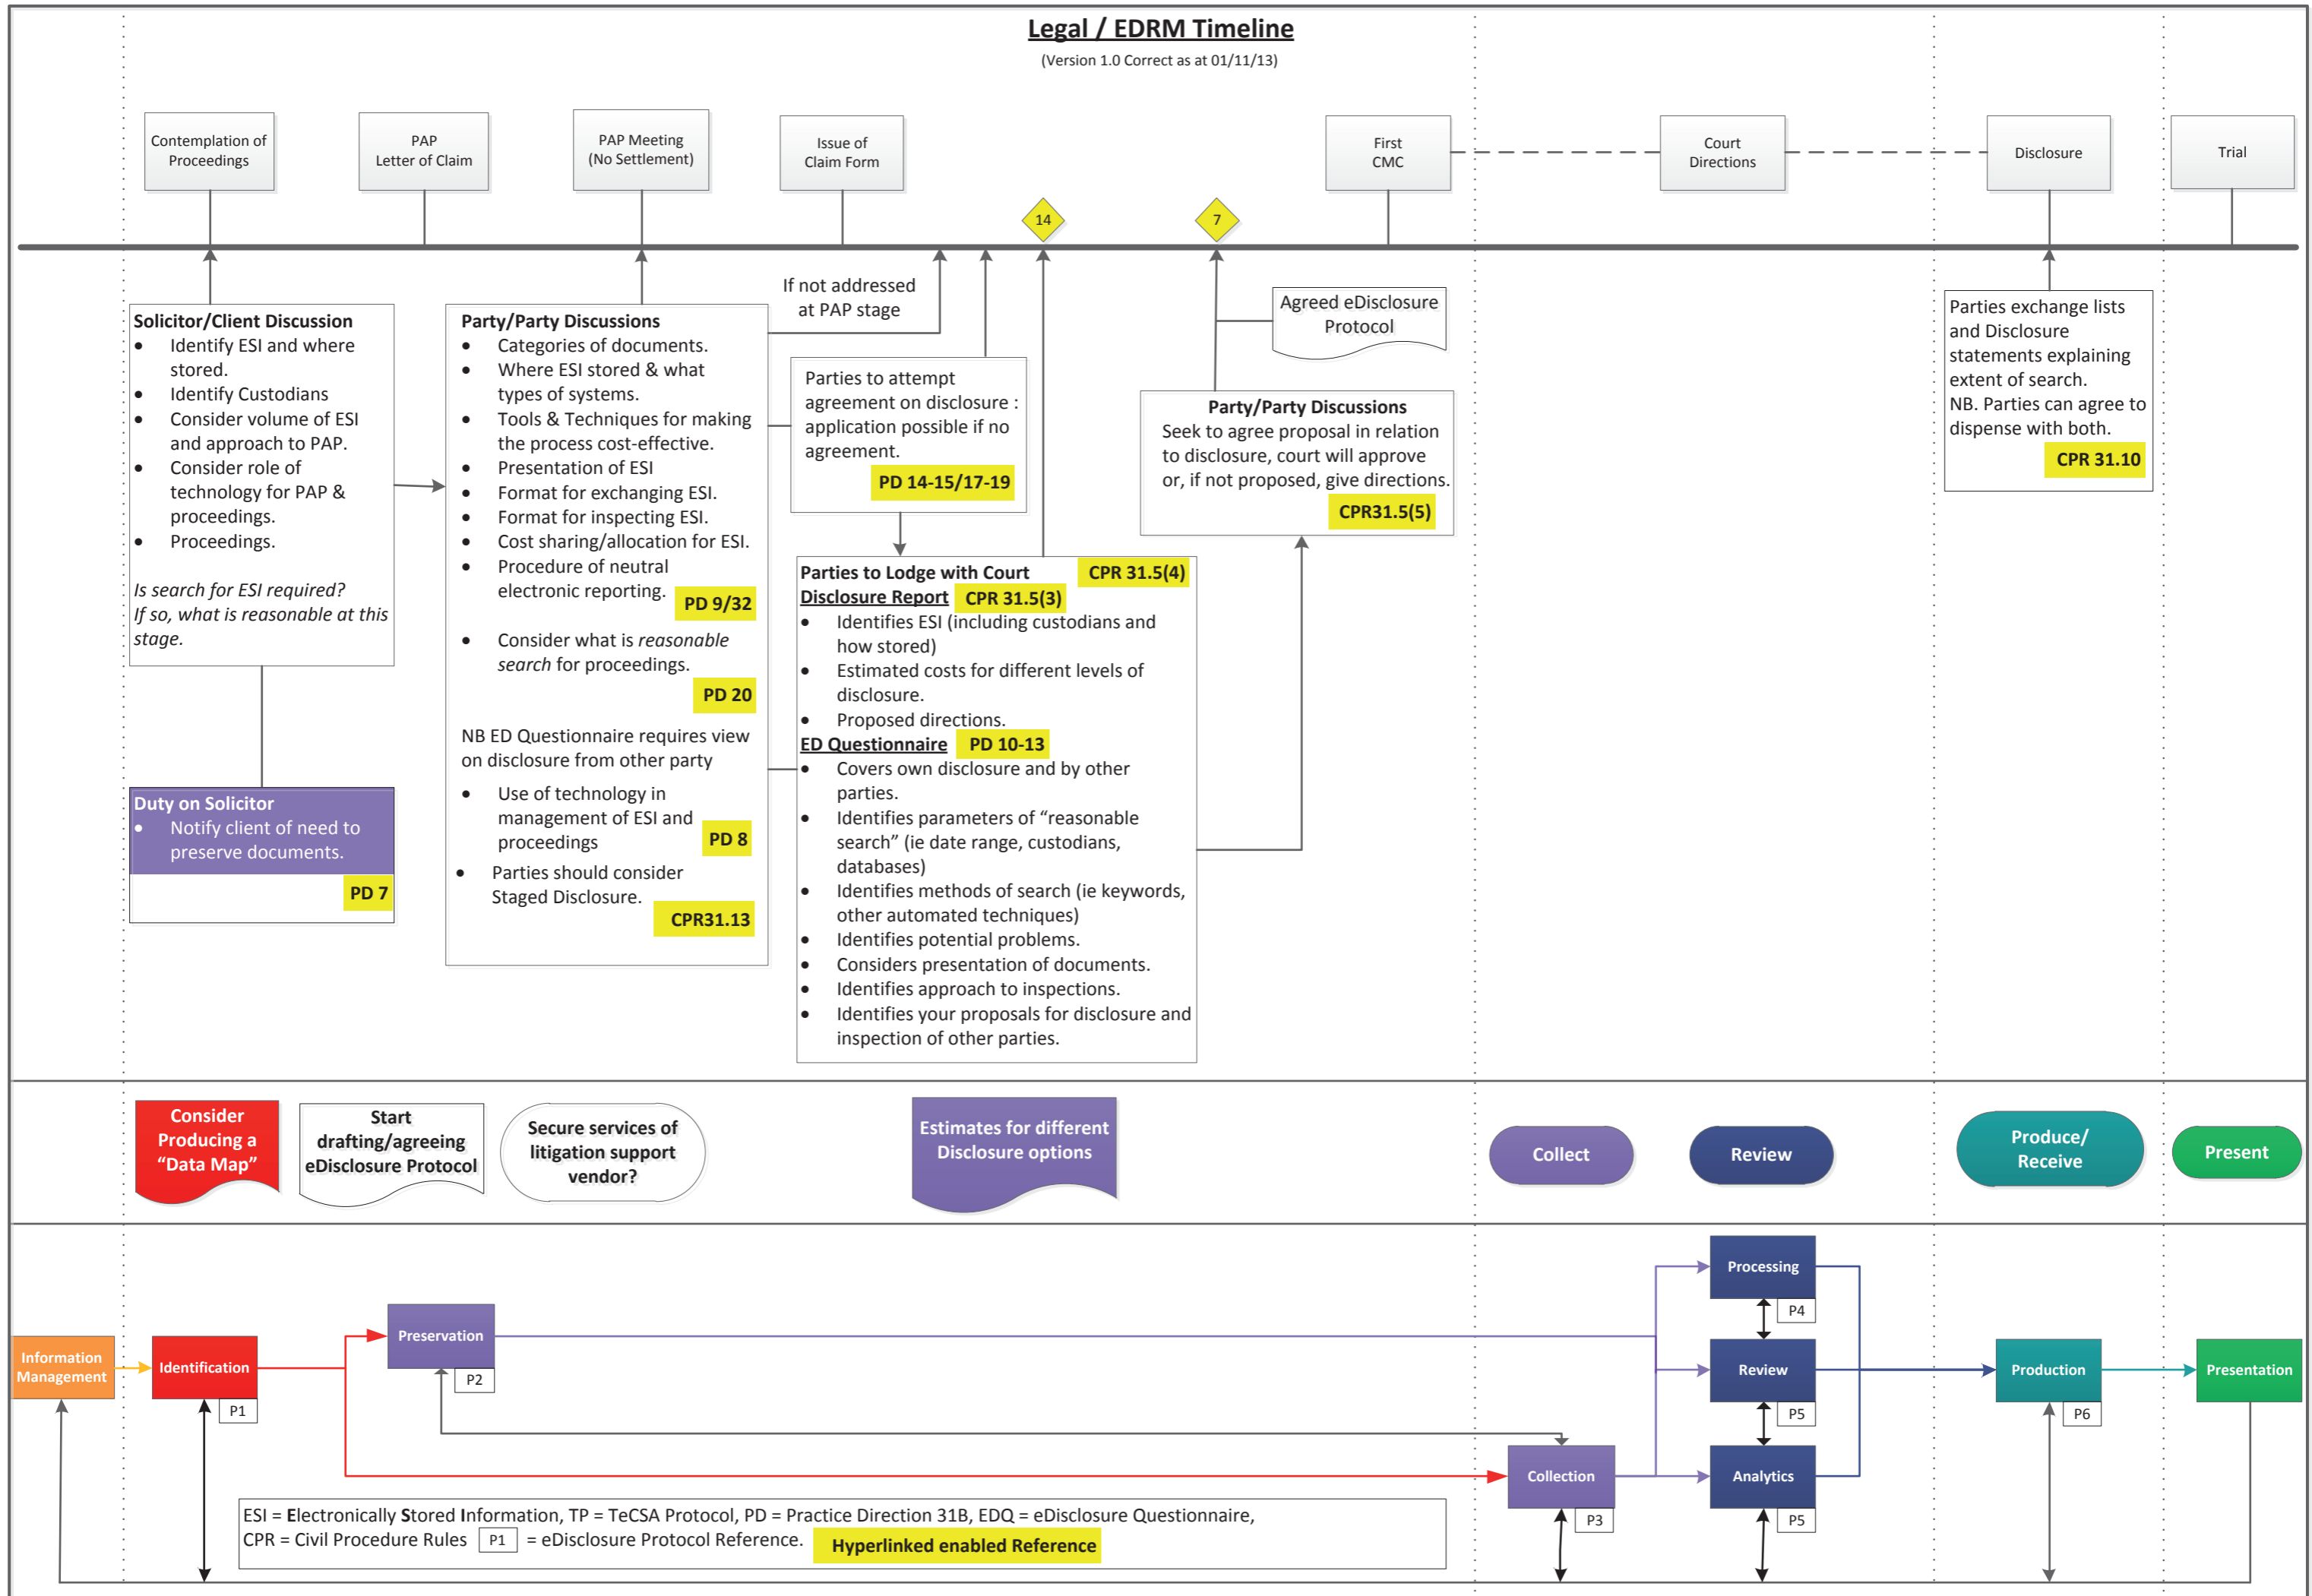 Legal / EDRM Timeline
(Version 1.0 Correct as at 01/11/13)
Contemplation of
Proceedings
PAP
Letter of Claim
PAP Meeting
(No Settlement)
Issue of
Claim Form
First
CMC
Court
Directions
Disclosure
Trial
14
7
Solicitor/Client Discussion
• Identify ESI and where
stored.
• Identify Custodians
• Consider volume of ESI
and approach to PAP.
• Consider role of
technology for PAP &
proceedings.
• Proceedings.
Is search for ESI required?
If so, what is reasonable at this
stage.
Duty on Solicitor
• Notify client of need to
preserve documents.
PD 7
Party/Party Discussions
• Categories of documents.
• Where ESI stored & what
types of systems.
• Tools & Techniques for making
the process cost-effective.
• Presentation of ESI
• Format for exchanging ESI.
• Format for inspecting ESI.
• Cost sharing/allocation for ESI.
• Procedure of neutral
electronic reporting.
PD 9/32
• Consider what is reasonable
search for proceedings.
PD 20
NB ED Questionnaire requires view
on disclosure from other party
• Use of technology in
management of ESI and
proceedings
PD 8
• Parties should consider
Staged Disclosure.
CPR31.13
If not addressed
at PAP stage
Parties to attempt
agreement on disclosure :
application possible if no
agreement.
PD 14-15/17-19
Parties to Lodge with Court CPR 31.5(4)
Disclosure Report CPR 31.5(3)
• Identifies ESI (including custodians and
how stored)
• Estimated costs for different levels of
disclosure.
• Proposed directions.
ED Questionnaire PD 10-13
• Covers own disclosure and by other
parties.
• Identifies parameters of “reasonable
search” (ie date range, custodians,
databases)
• Identifies methods of search (ie keywords,
other automated techniques)
• Identifies potential problems.
• Considers presentation of documents.
• Identifies approach to inspections.
• Identifies your proposals for disclosure and
inspection of other parties.
Agreed eDisclosure
Protocol
Party/Party Discussions
Seek to agree proposal in relation
to disclosure, court will approve
or, if not proposed, give directions.
CPR31.5(5)
Parties exchange lists
and Disclosure
statements explaining
extent of search.
NB. Parties can agree to
dispense with both.
CPR 31.10
Consider
Producing a
“Data Map”
Start
drafting/agreeing
eDisclosure Protocol
Secure services of
litigation support
vendor?
Estimates for different
Disclosure options
Collect
Review
Produce/
Receive
Present
Information
Management
Identification
P1
Preservation
P2
Collection
P3
Processing
P4
Review
P5
Analytics
P5
Production
P6
Presentation
ESI = Electronically Stored Information, TP = TeCSA Protocol, PD = Practice Direction 31B, EDQ = eDisclosure Questionnaire,
CPR = Civil Procedure Rules P1 = eDisclosure Protocol Reference. Hyperlinked enabled Reference